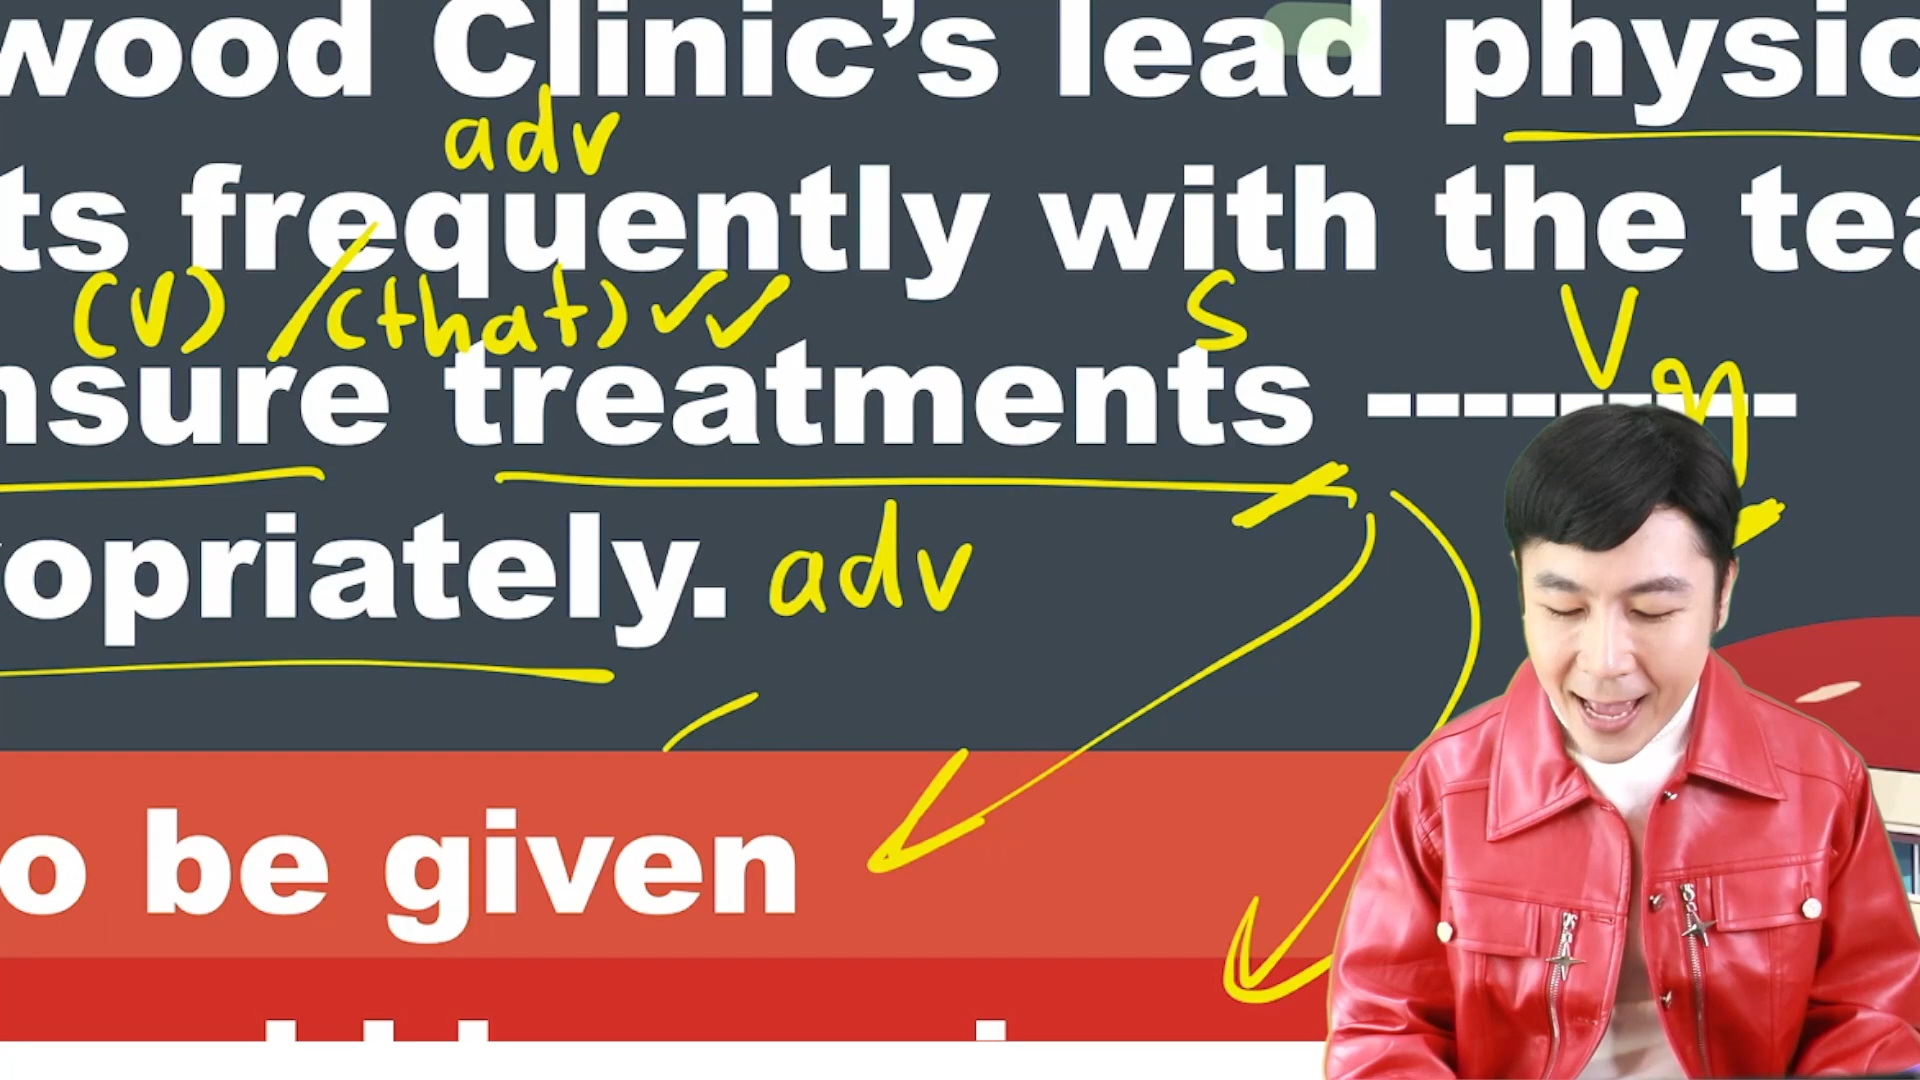 wood Clinic's lead physic
adv
ts frequently with the tea
(v) / (that) ✓✓ S V
nsure treatments ---------
opriately. adv
o be given